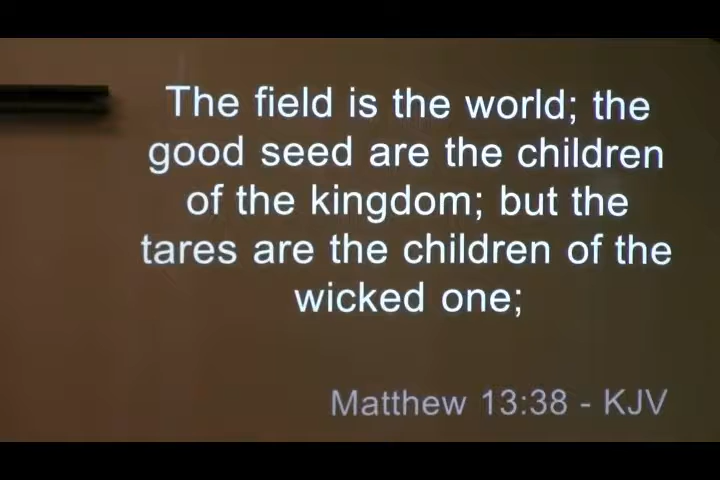 The field is the world; the
good seed are the children
of the kingdom; but the
tares are the children of the
wicked one;
Matthew 13:38 - KJV